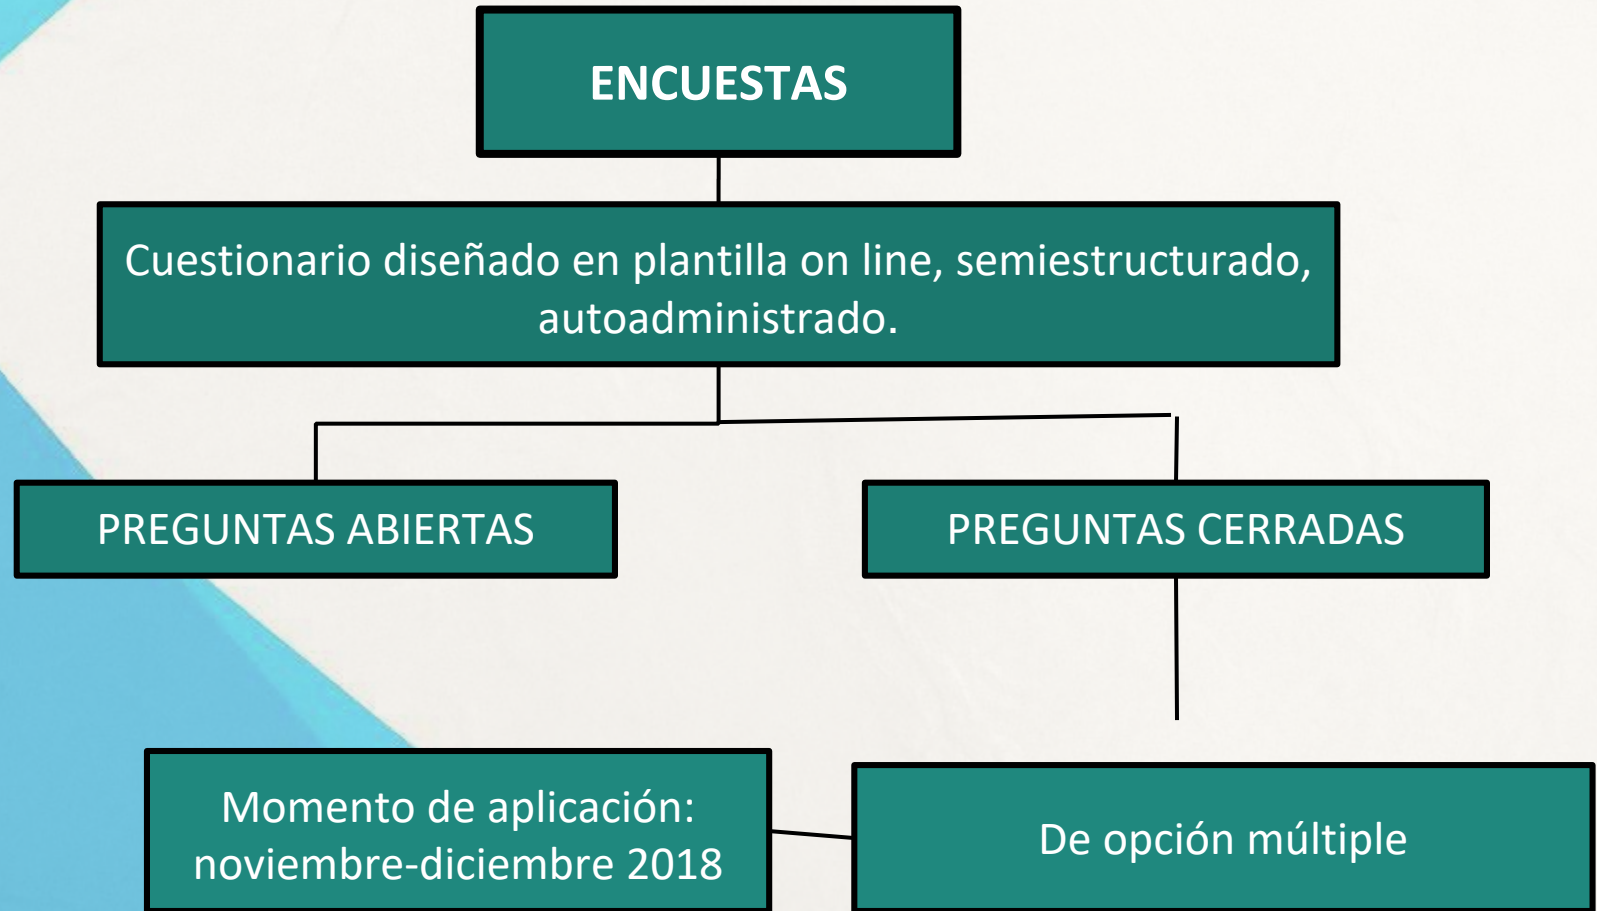 ENCUESTAS
Cuestionario diseñado en plantilla on line, semiestructurado,
autoadministrado.
PREGUNTAS ABIERTAS
PREGUNTAS CERRADAS
Momento de aplicación:
noviembre-diciembre 2018
De opción múltiple